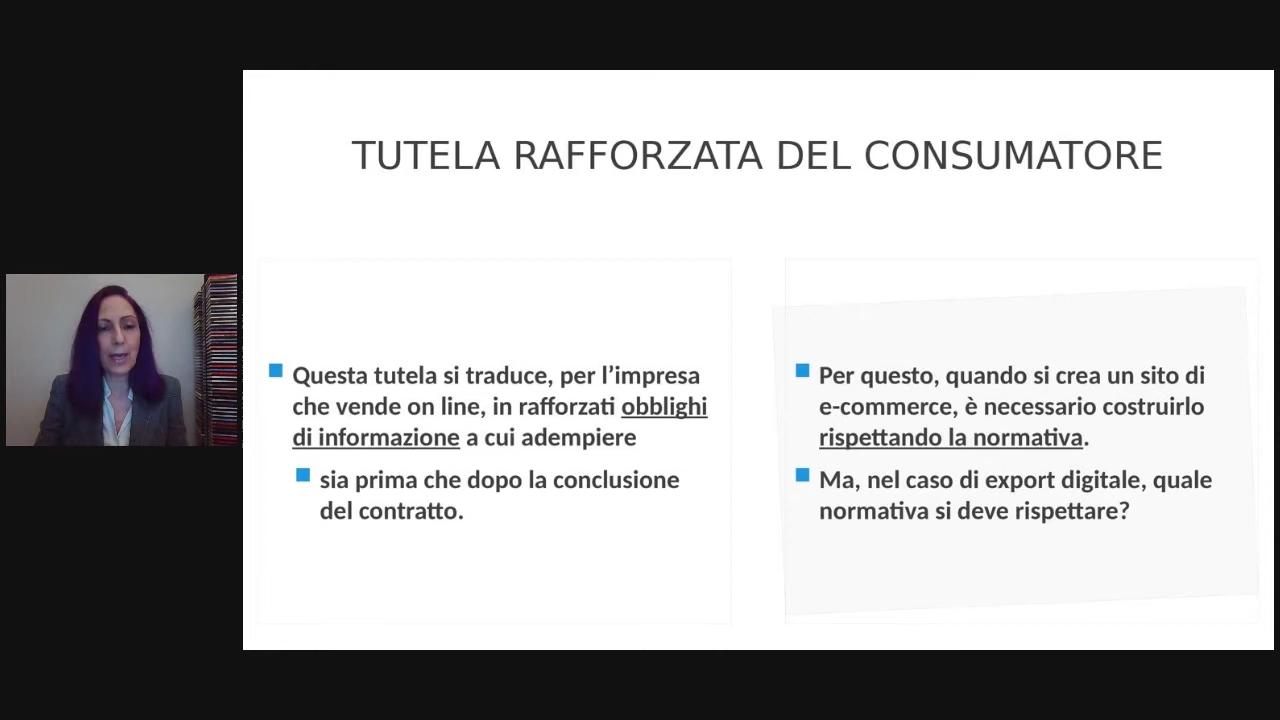 TUTELA RAFFORZATA DEL CONSUMATORE
Questa tutela si traduce, per l’impresa
che vende on line, in rafforzati obblighi
di informazione a cui adempiere
sia prima che dopo la conclusione
del contratto.
Per questo, quando si crea un sito di
e-commerce, è necessario costruirlo
rispettando la normativa.
Ma, nel caso di export digitale, quale
normativa si deve rispettare?